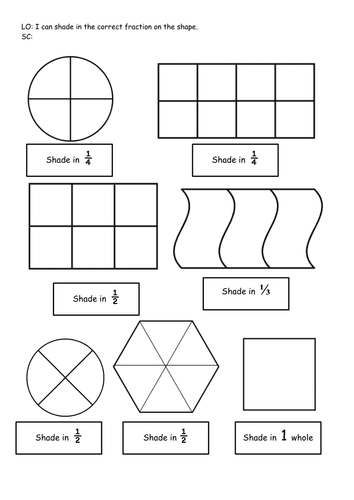 LO: I can shade in the correct fraction on the shape.
SC:
Shade in 1/4
Shade in 1/4
Shade in 1/2
Shade in 1/3
Shade in 1/2
Shade in 1/2
Shade in 1 whole